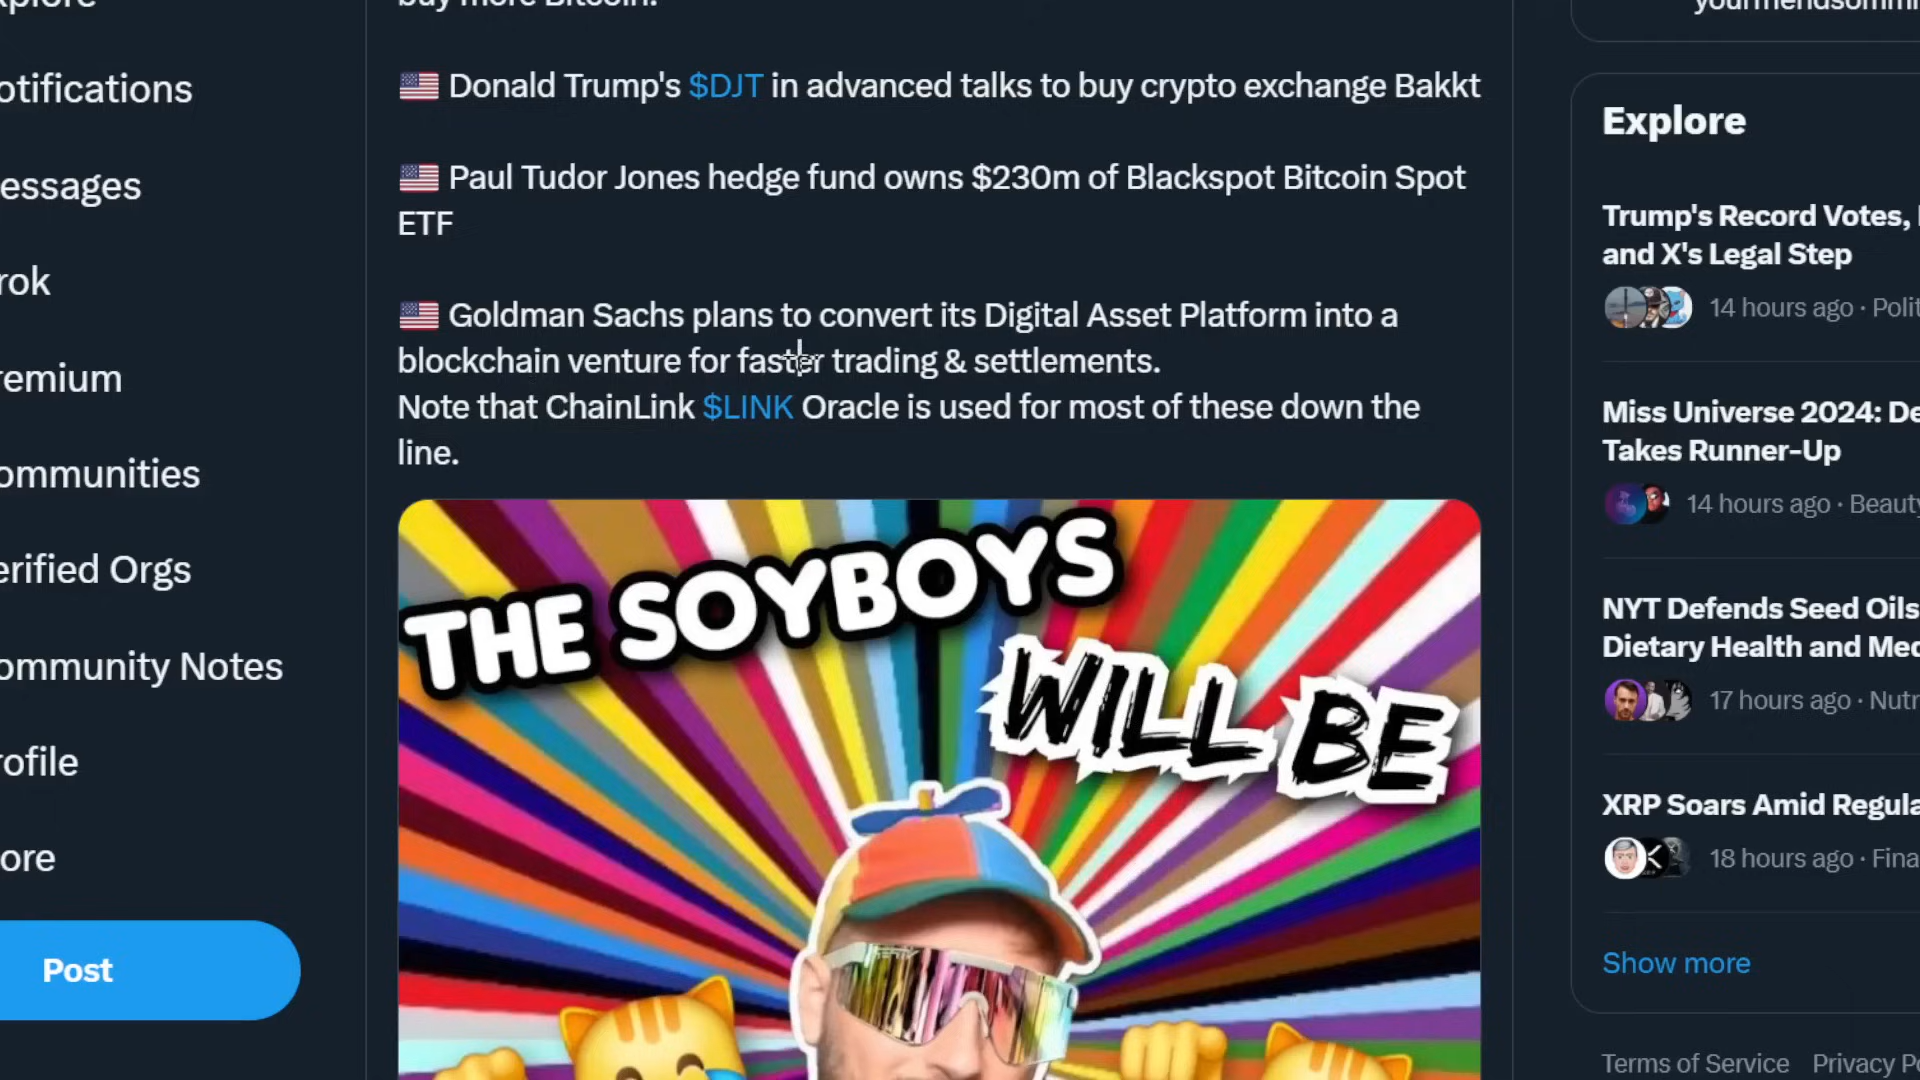 buy more Bitcoin.
Donald Trump's $DJT in advanced talks to buy crypto exchange Bakkt
Paul Tudor Jones hedge fund owns $230m of Blackspot Bitcoin Spot
ETF
Goldman Sachs plans to convert its Digital Asset Platform into a
blockchain venture for faster trading & settlements.
Note that ChainLink $LINK Oracle is used for most of these down the
line.
THE SOYBOYS
WILL BE
otifications
essages
rok
remium
ommunities
erified Orgs
ommunity Notes
rofile
ore
Post
Explore
Trump's Record Votes,
and X's Legal Step
14 hours ago · Polit
Miss Universe 2024: De
Takes Runner-Up
14 hours ago · Beauty
NYT Defends Seed Oils
Dietary Health and Med
17 hours ago · Nutr
XRP Soars Amid Regula
18 hours ago · Fina
Show more
Terms of Service Privacy Po